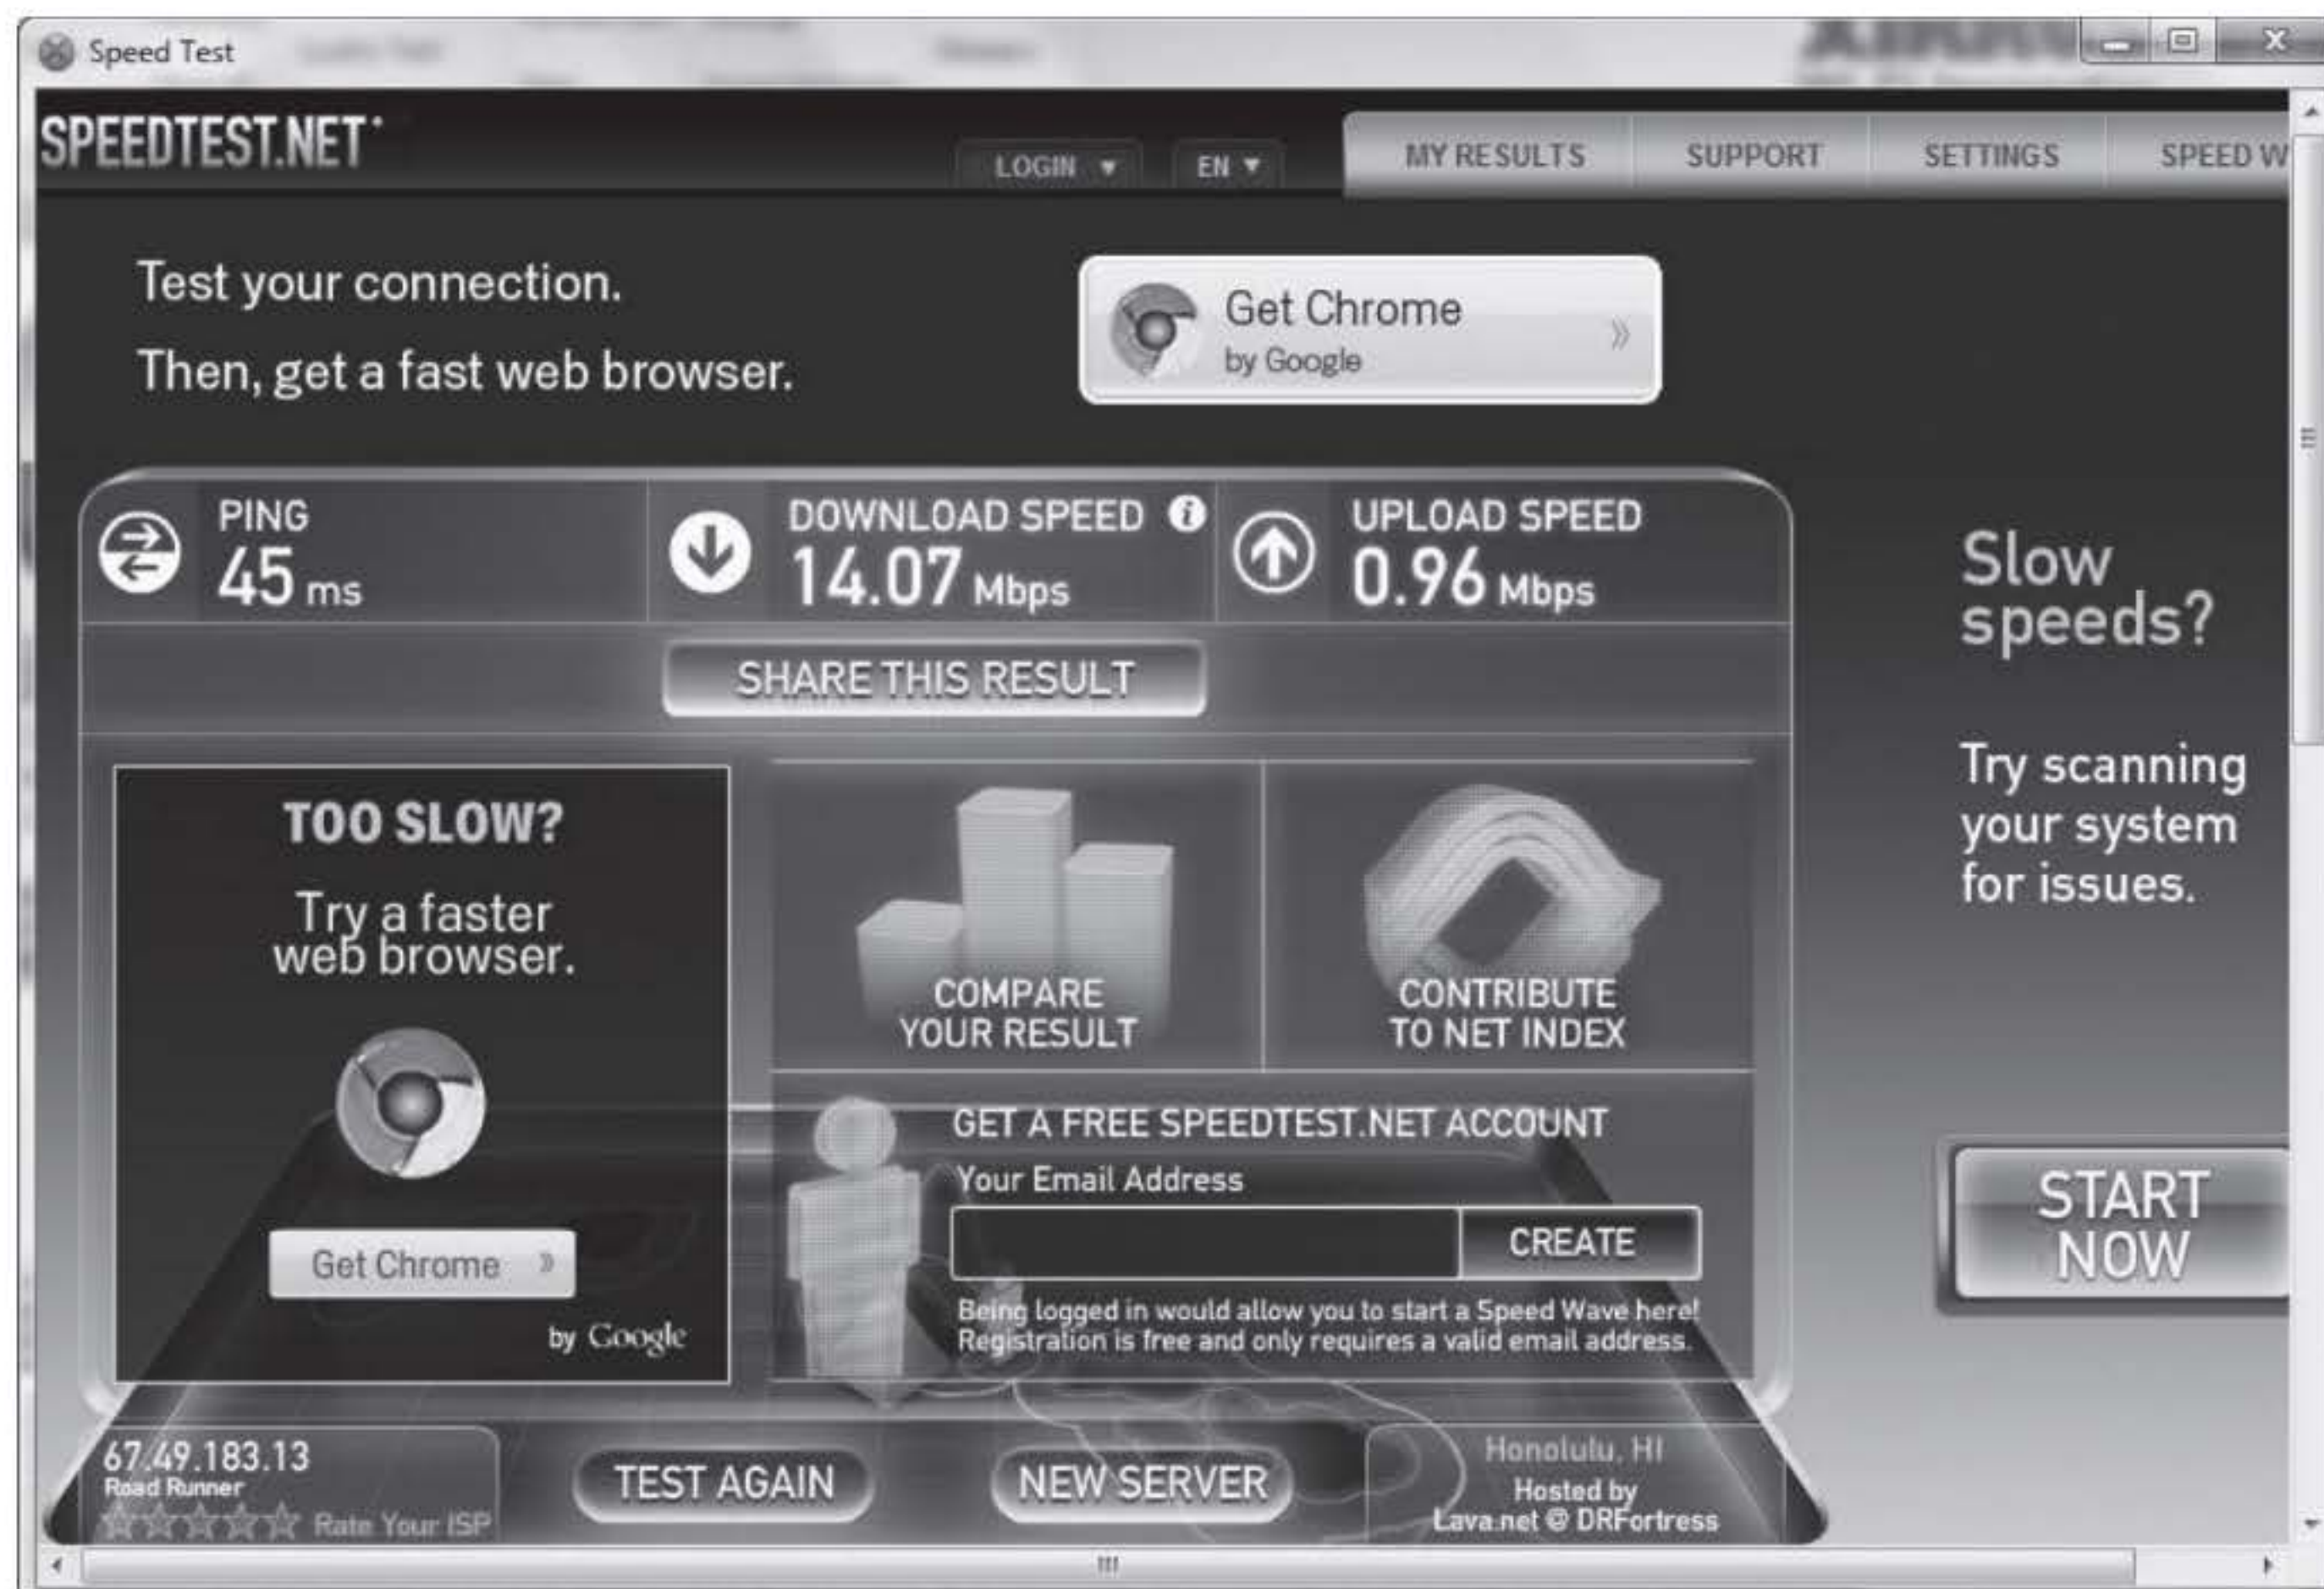 Speed Test
SPEEDTEST.NET
LOGIN EN MY RESULTS SUPPORT SETTINGS SPEED W
Test your connection.
Then, get a fast web browser.
Get Chrome
by Google
PING
45 ms
DOWNLOAD SPEED
14.07 Mbps
UPLOAD SPEED
0.96 Mbps
SHARE THIS RESULT
Slow
speeds?
Try scanning
your system
for issues.
START
NOW
TOO SLOW?
Try a faster
web browser.
Get Chrome
by Google
COMPARE
YOUR RESULT
CONTRIBUTE
TO NET INDEX
GET A FREE SPEEDTEST.NET ACCOUNT
Your Email Address
CREATE
Being logged in would allow you to start a Speed Wave here!
Registration is free and only requires a valid email address.
67.49.183.13
Road Runner
Rate Your ISP
TEST AGAIN
NEW SERVER
Honolulu, HI
Hosted by
Lava.net @ DRFortress